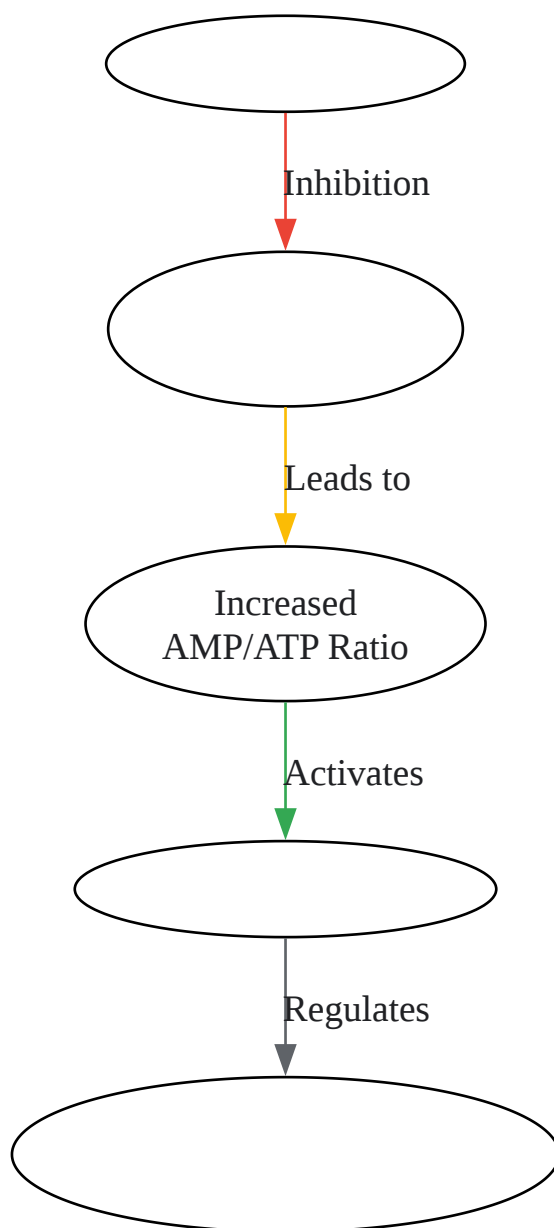 Inhibition
Leads to
Increased
AMP/ATP Ratio
Activates
Regulates